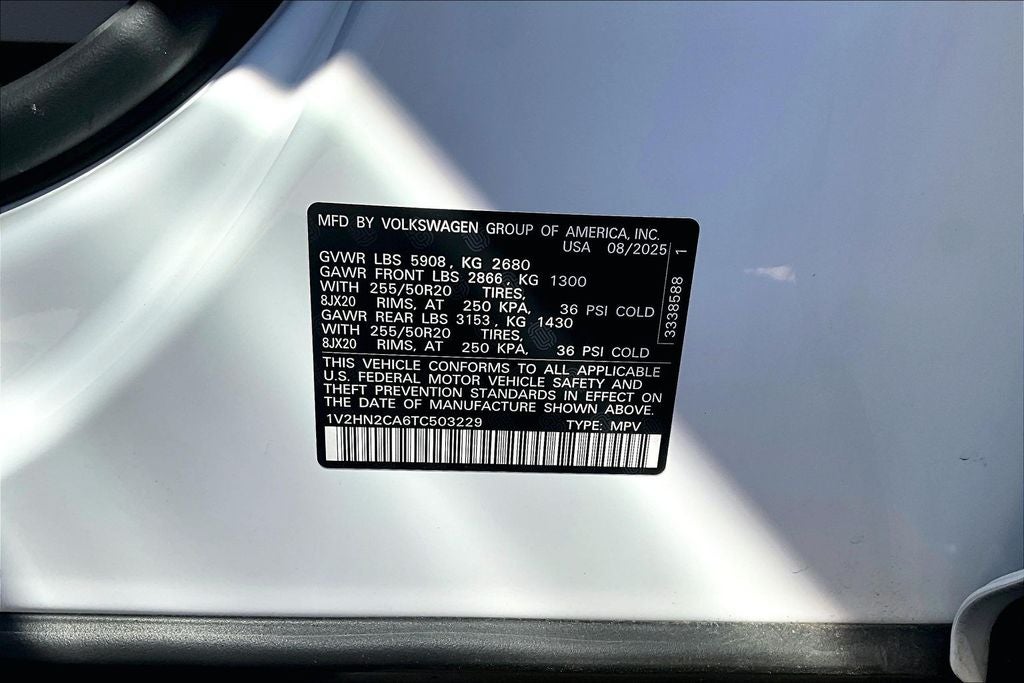 MFD BY VOLKSWAGEN GROUP OF AMERICA, INC.
USA 08/2025
GVWR LBS 5908, KG 2680
GAWR FRONT LBS 2866, KG 1300
WITH 255/50R20 TIRES,
8JX20 RIMS, AT 250 KPA, 36 PSI COLD
GAWR REAR LBS 3153, KG 1430
WITH 255/50R20 TIRES,
8JX20 RIMS, AT 250 KPA, 36 PSI COLD
3338588 1
THIS VEHICLE CONFORMS TO ALL APPLICABLE
U.S. FEDERAL MOTOR VEHICLE SAFETY AND
THEFT PREVENTION STANDARDS IN EFFECT ON
THE DATE OF MANUFACTURE SHOWN ABOVE.
1V2HN2CA6TC503229 TYPE: MPV